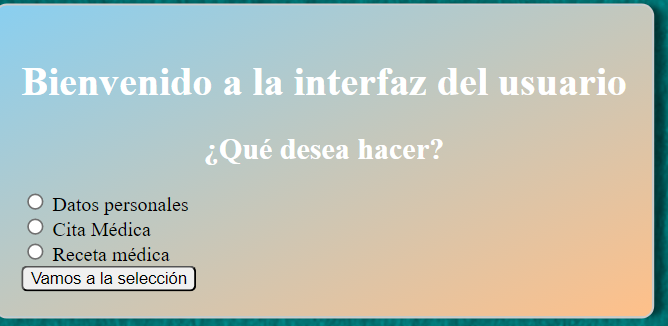 Bienvenido a la interfaz del usuario
¿Qué desea hacer?
Datos personales
Cita Médica
Receta médica
Vamos a la selección